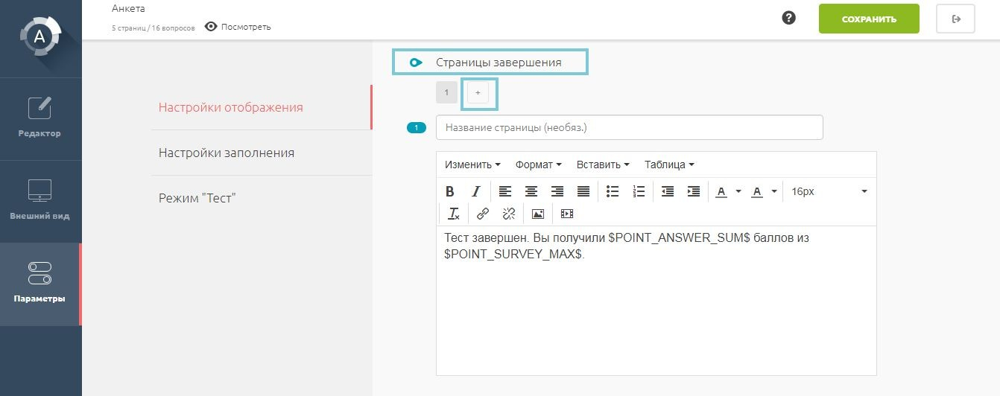 Анкета
5 страниц / 16 вопросов
Посмотреть
?
СОХРАНИТЬ
A
Редактор
Внешний вид
Параметры
Настройки отображения
Настройки заполнения
Режим "Тест"
Страницы завершения
1
+
1
Название страницы (необяз.)
Изменить Формат Вставить Таблица
B I A A 16px
Tx
Тест завершен. Вы получили $POINT_ANSWER_SUM$ баллов из
$POINT_SURVEY_MAX$.